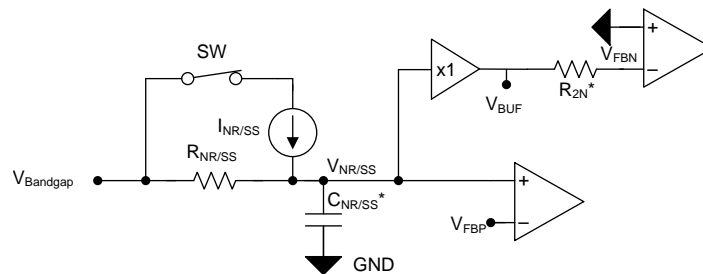 SW
x1
+
V_FBN
−
V_BUF
R_2N*
I_NR/SS
R_NR/SS
V_NR/SS
V_Bandgap
+
C_NR/SS*
V_FBP
−
GND